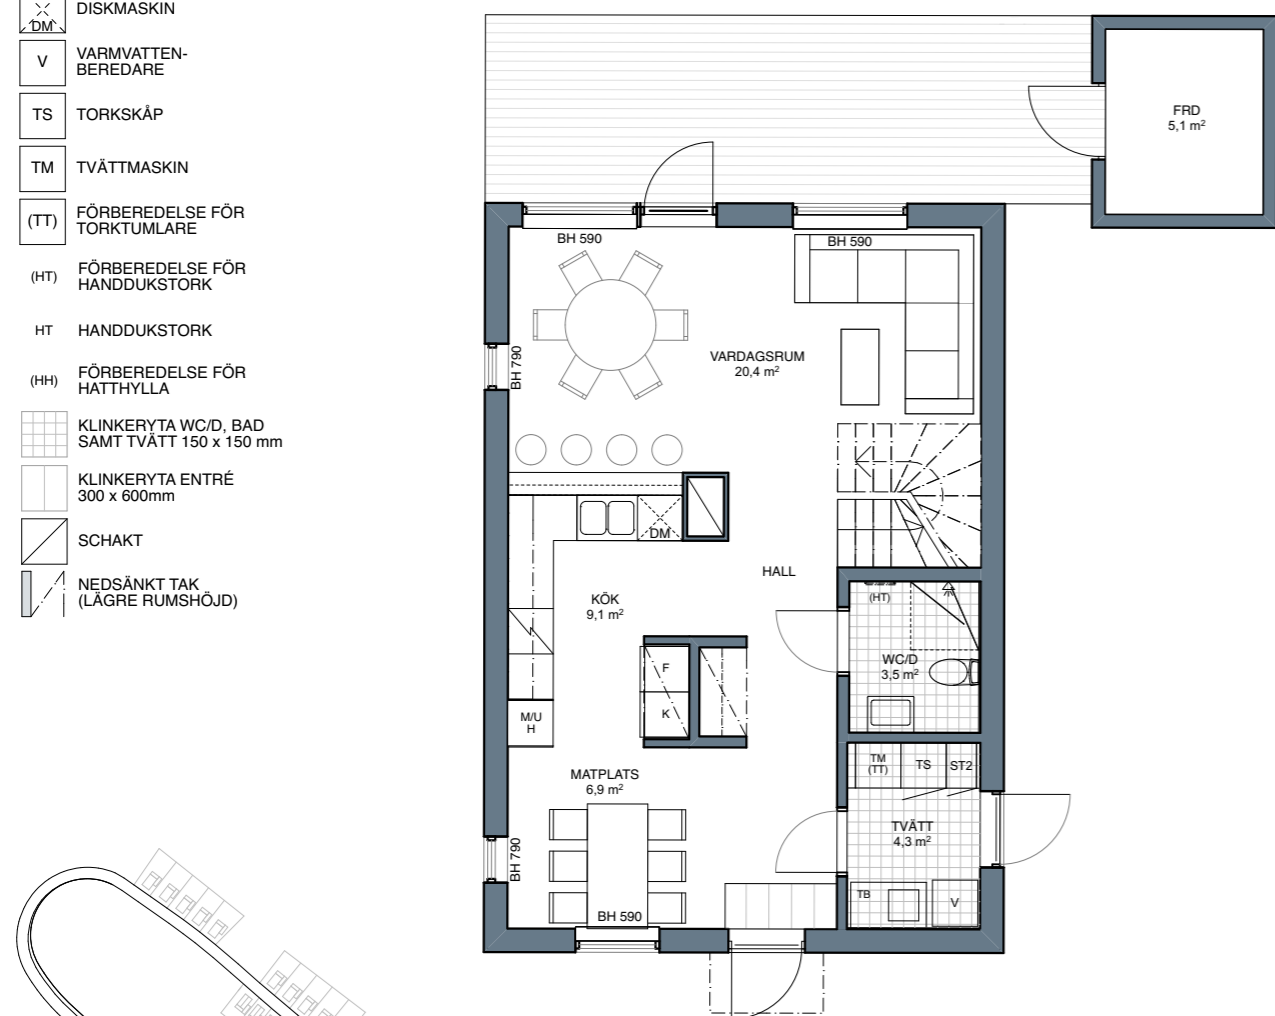 DM
DISKMASKIN
V
VARMVATTEN-
BEREDARE
TS
TORKSKÅP
TM
TVÄTTMASKIN
(TT)
FÖRBEREDELSE FÖR
TORKTUMLARE
(HT)
FÖRBEREDELSE FÖR
HANDDUKSTORK
HT
HANDDUKSTORK
(HH)
FÖRBEREDELSE FÖR
HATTHYLLA
KLINKERYTA WC/D, BAD
SAMT TVÄTT 150 x 150 mm
KLINKERYTA ENTRÉ
300 x 600mm
SCHAKT
NEDSÄNKT TAK
(LÄGRE RUMSHÖJD)
FRD
5,1 m²
BH 590
BH 590
BH 790
VARDAGSRUM
20,4 m²
DM
HALL
KÖK
9,1 m²
(HT)
WC/D
3,5 m²
F
K
M/U
H
MATPLATS
6,9 m²
TM
(TT)
TS
ST2
TVÄTT
4,3 m²
BH 790
TB
V
BH 590